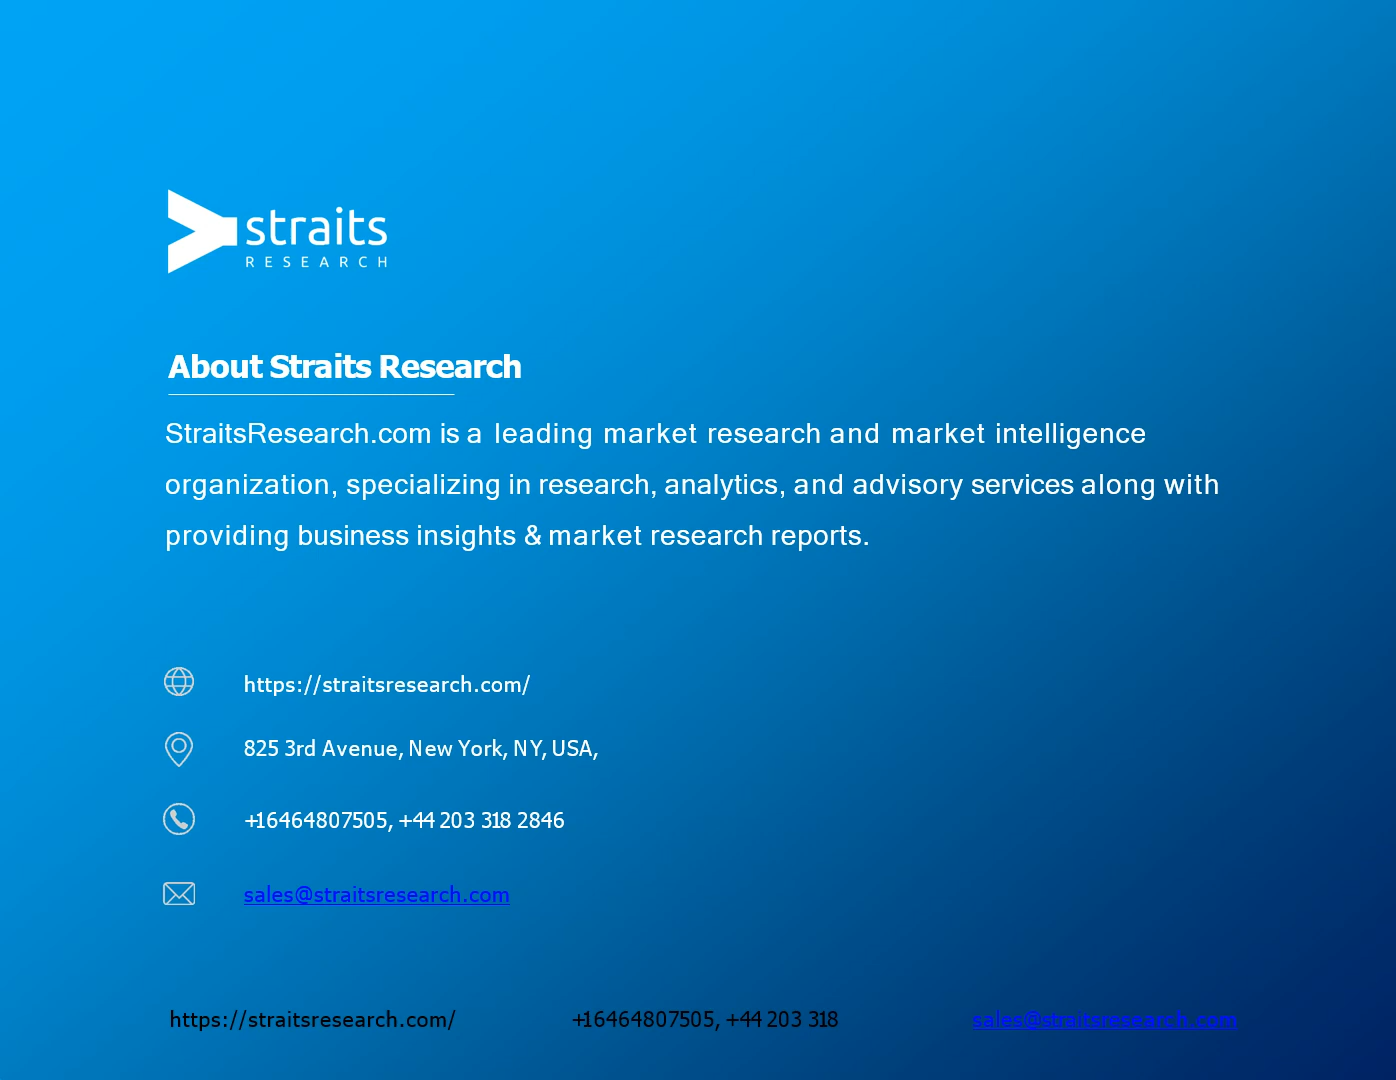 straits
RESEARCH
About Straits Research
StraitsResearch.com is a leading market research and market intelligence
organization, specializing in research, analytics, and advisory services along with
providing business insights & market research reports.
https://straitsresearch.com/
825 3rd Avenue, New York, NY, USA,
+16464807505, +44 203 318 2846
sales@straitsresearch.com
https://straitsresearch.com/ +16464807505, +44 203 318 sales@straitsresearch.com